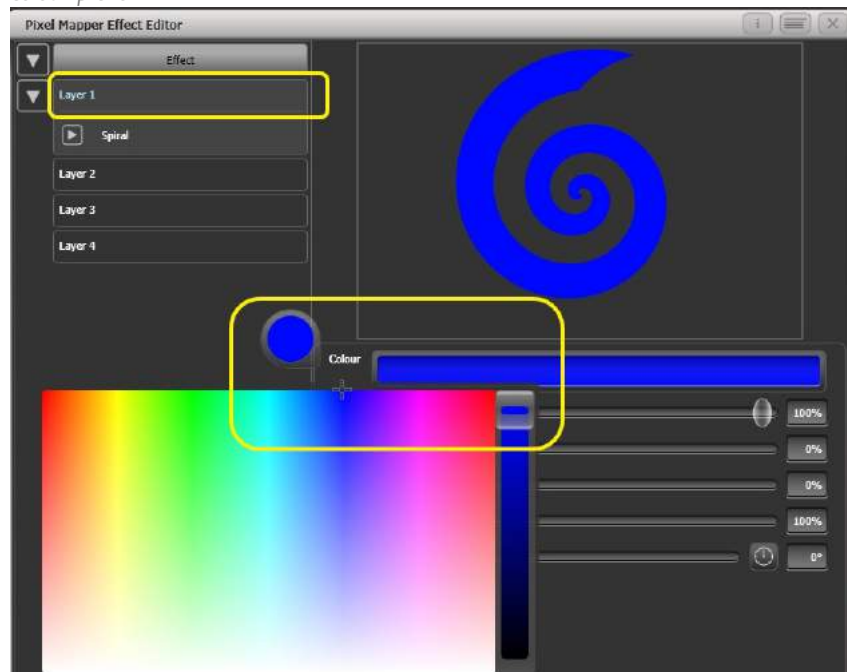 Pixel Mapper Effect Editor
Effect
Layer 1
Spiral
Layer 2
Layer 3
Layer 4
Colour
100%
0%
0%
100%
0°